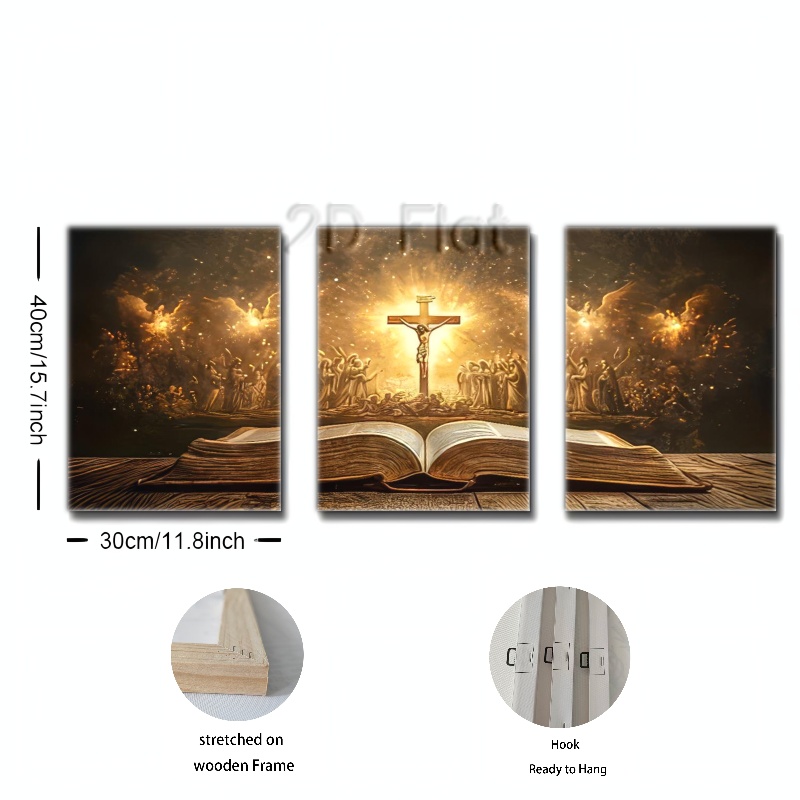 2D Flat
40cm/15.7inch
30cm/11.8inch
stretched on
wooden Frame
Hook
Ready to Hang